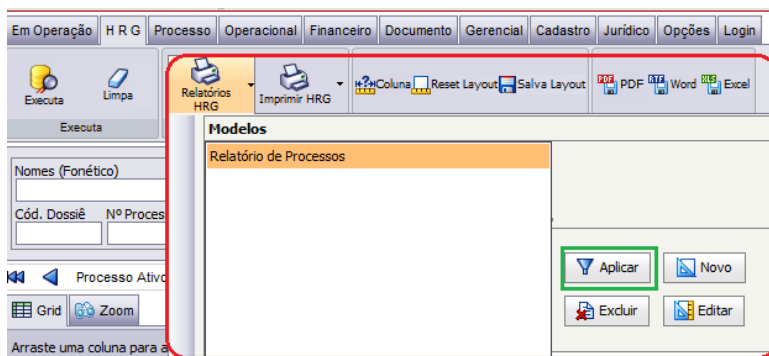 Em Operação H R G Processo Operacional Financeiro Documento Gerencial Cadastro Jurídico Opções Login
Executa Limpa Relatórios HRG Imprimir HRG Coluna Reset Layout Salva Layout PDF Word Excel
Executa
Modelos
Relatório de Processos
Nomes (Fonético)
Cód. Dossiê Nº Proces
Aplicar Novo
Processo Ativo
Excluir Editar
Grid Zoom
Arraste uma coluna para a